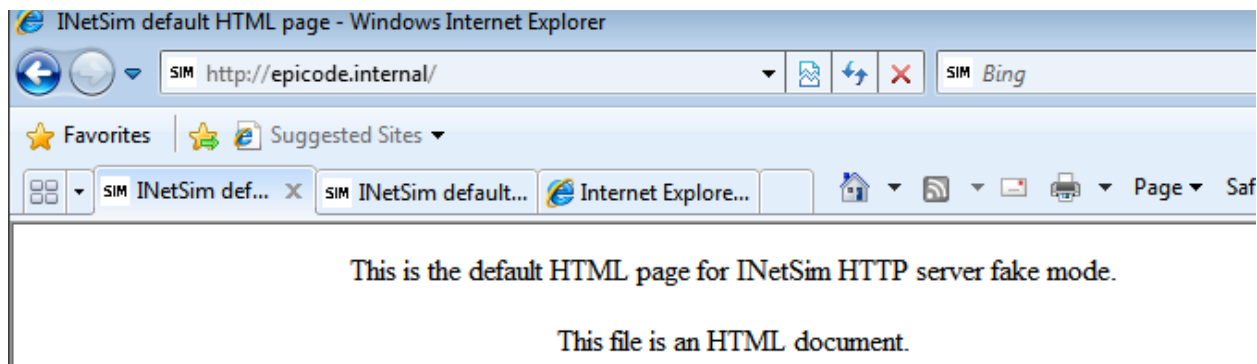 INetSim default HTML page - Windows Internet Explorer
SIM http://epicode.internal/ SIM Bing
Favorites Suggested Sites
SIM INetSim def... X SIM INetSim default... Internet Explore... Page Saf
This is the default HTML page for INetSim HTTP server fake mode.
This file is an HTML document.